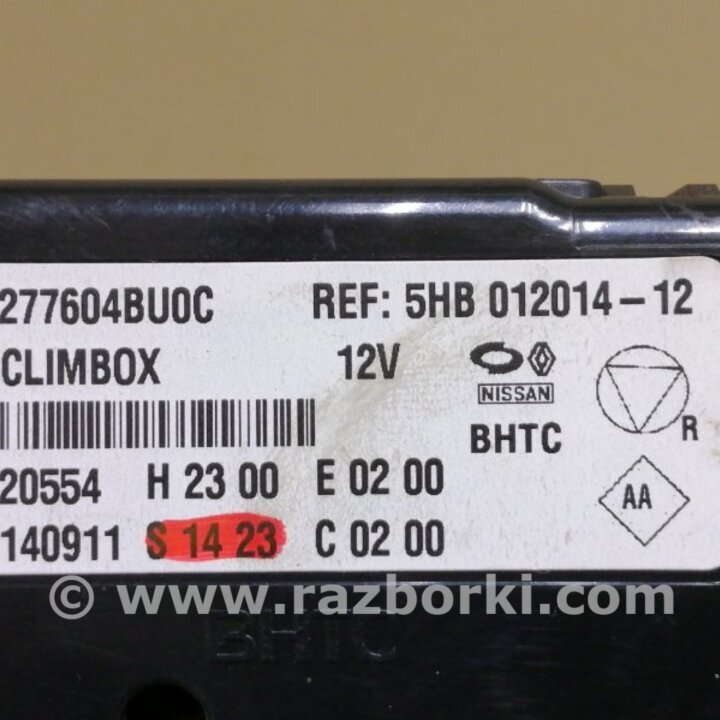 277604BU0C REF: 5HB 012014-12
CLIMBOX 12V
NISSAN
BHTC
R
20554 H 23 00 E 02 00
AA
140911 S 14 23 C 02 00
© www.razborki.com
BHTC